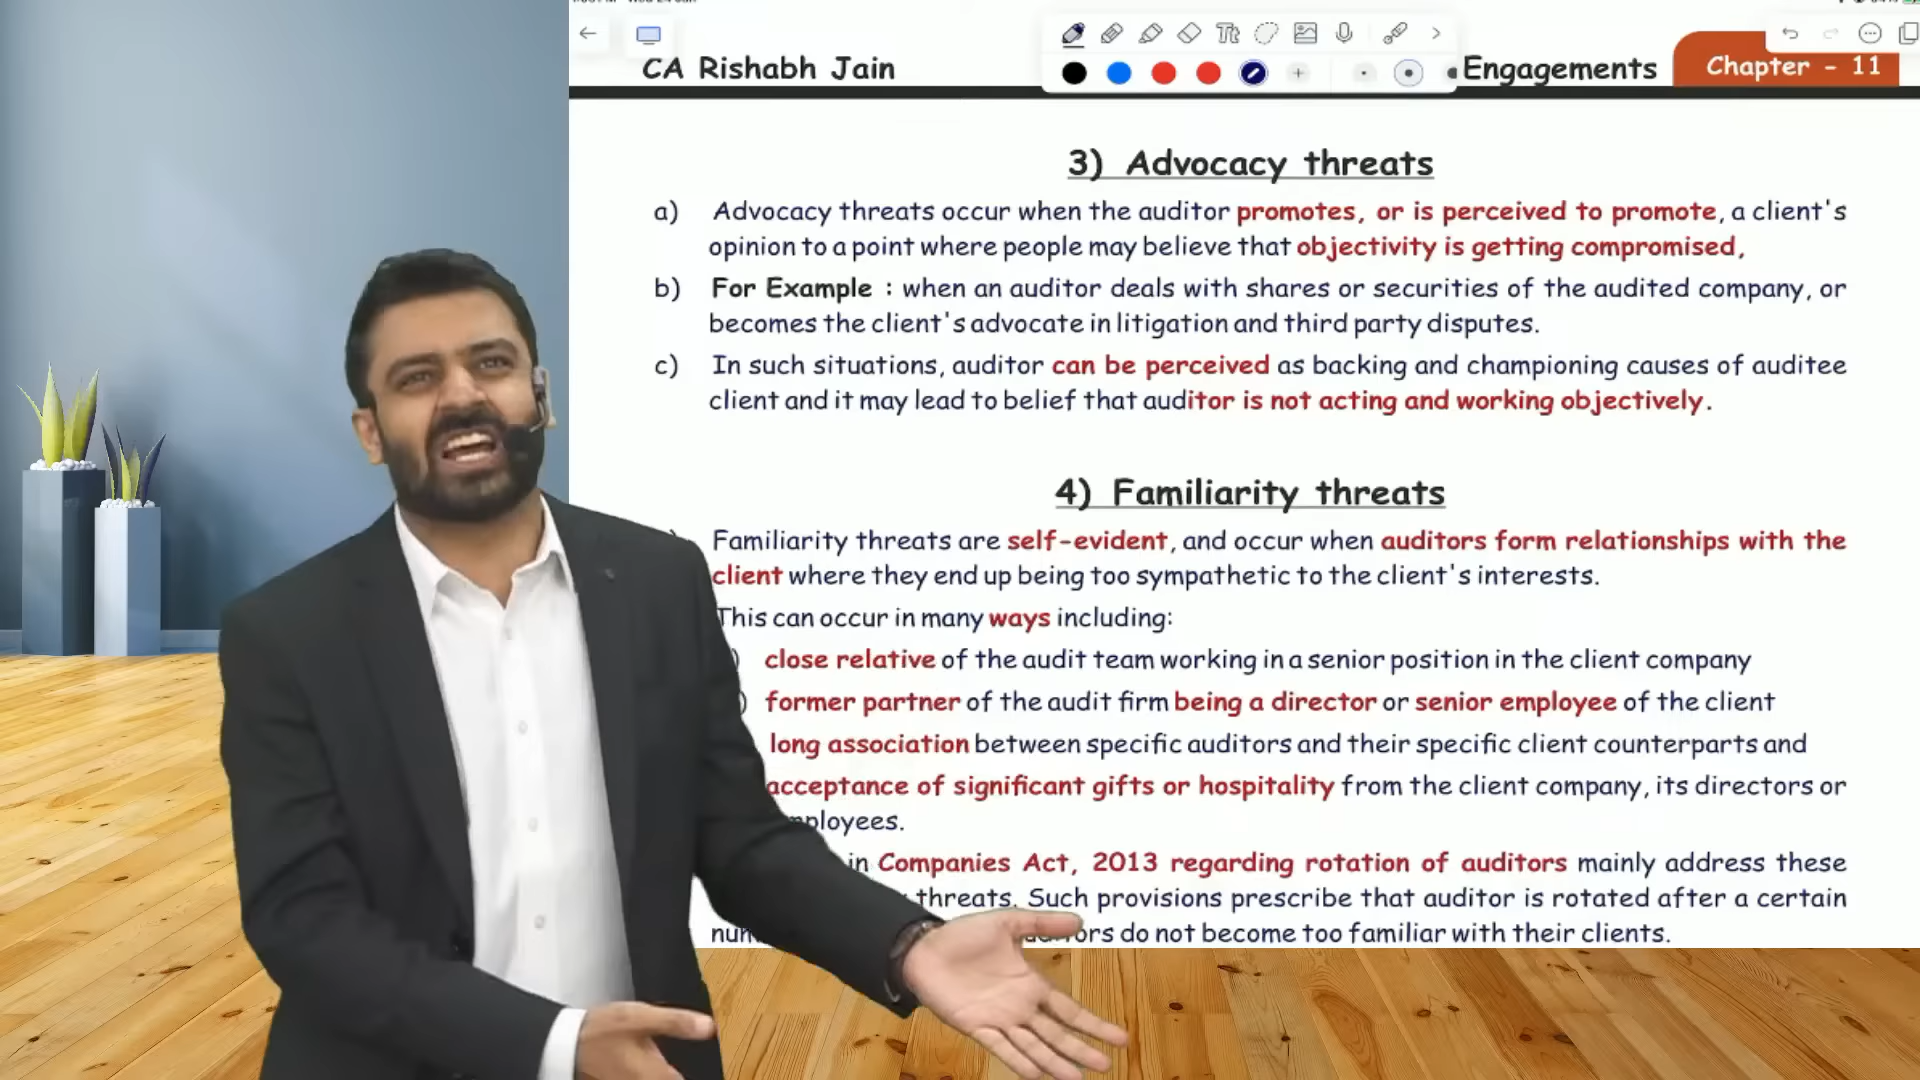 CA Rishabh Jain
Engagements
Chapter - 11
3) Advocacy threats
a) Advocacy threats occur when the auditor promotes, or is perceived to promote, a client's
opinion to a point where people may believe that objectivity is getting compromised,
b) For Example : when an auditor deals with shares or securities of the audited company, or
becomes the client's advocate in litigation and third party disputes.
c) In such situations, auditor can be perceived as backing and championing causes of auditee
client and it may lead to belief that auditor is not acting and working objectively.
4) Familiarity threats
Familiarity threats are self-evident, and occur when auditors form relationships with the
client where they end up being too sympathetic to the client's interests.
This can occur in many ways including:
close relative of the audit team working in a senior position in the client company
former partner of the audit firm being a director or senior employee of the client
long association between specific auditors and their specific client counterparts and
acceptance of significant gifts or hospitality from the client company, its directors or
in Companies Act, 2013 regarding rotation of auditors mainly address these
threats. Such provisions prescribe that auditor is rotated after a certain
do not become too familiar with their clients.